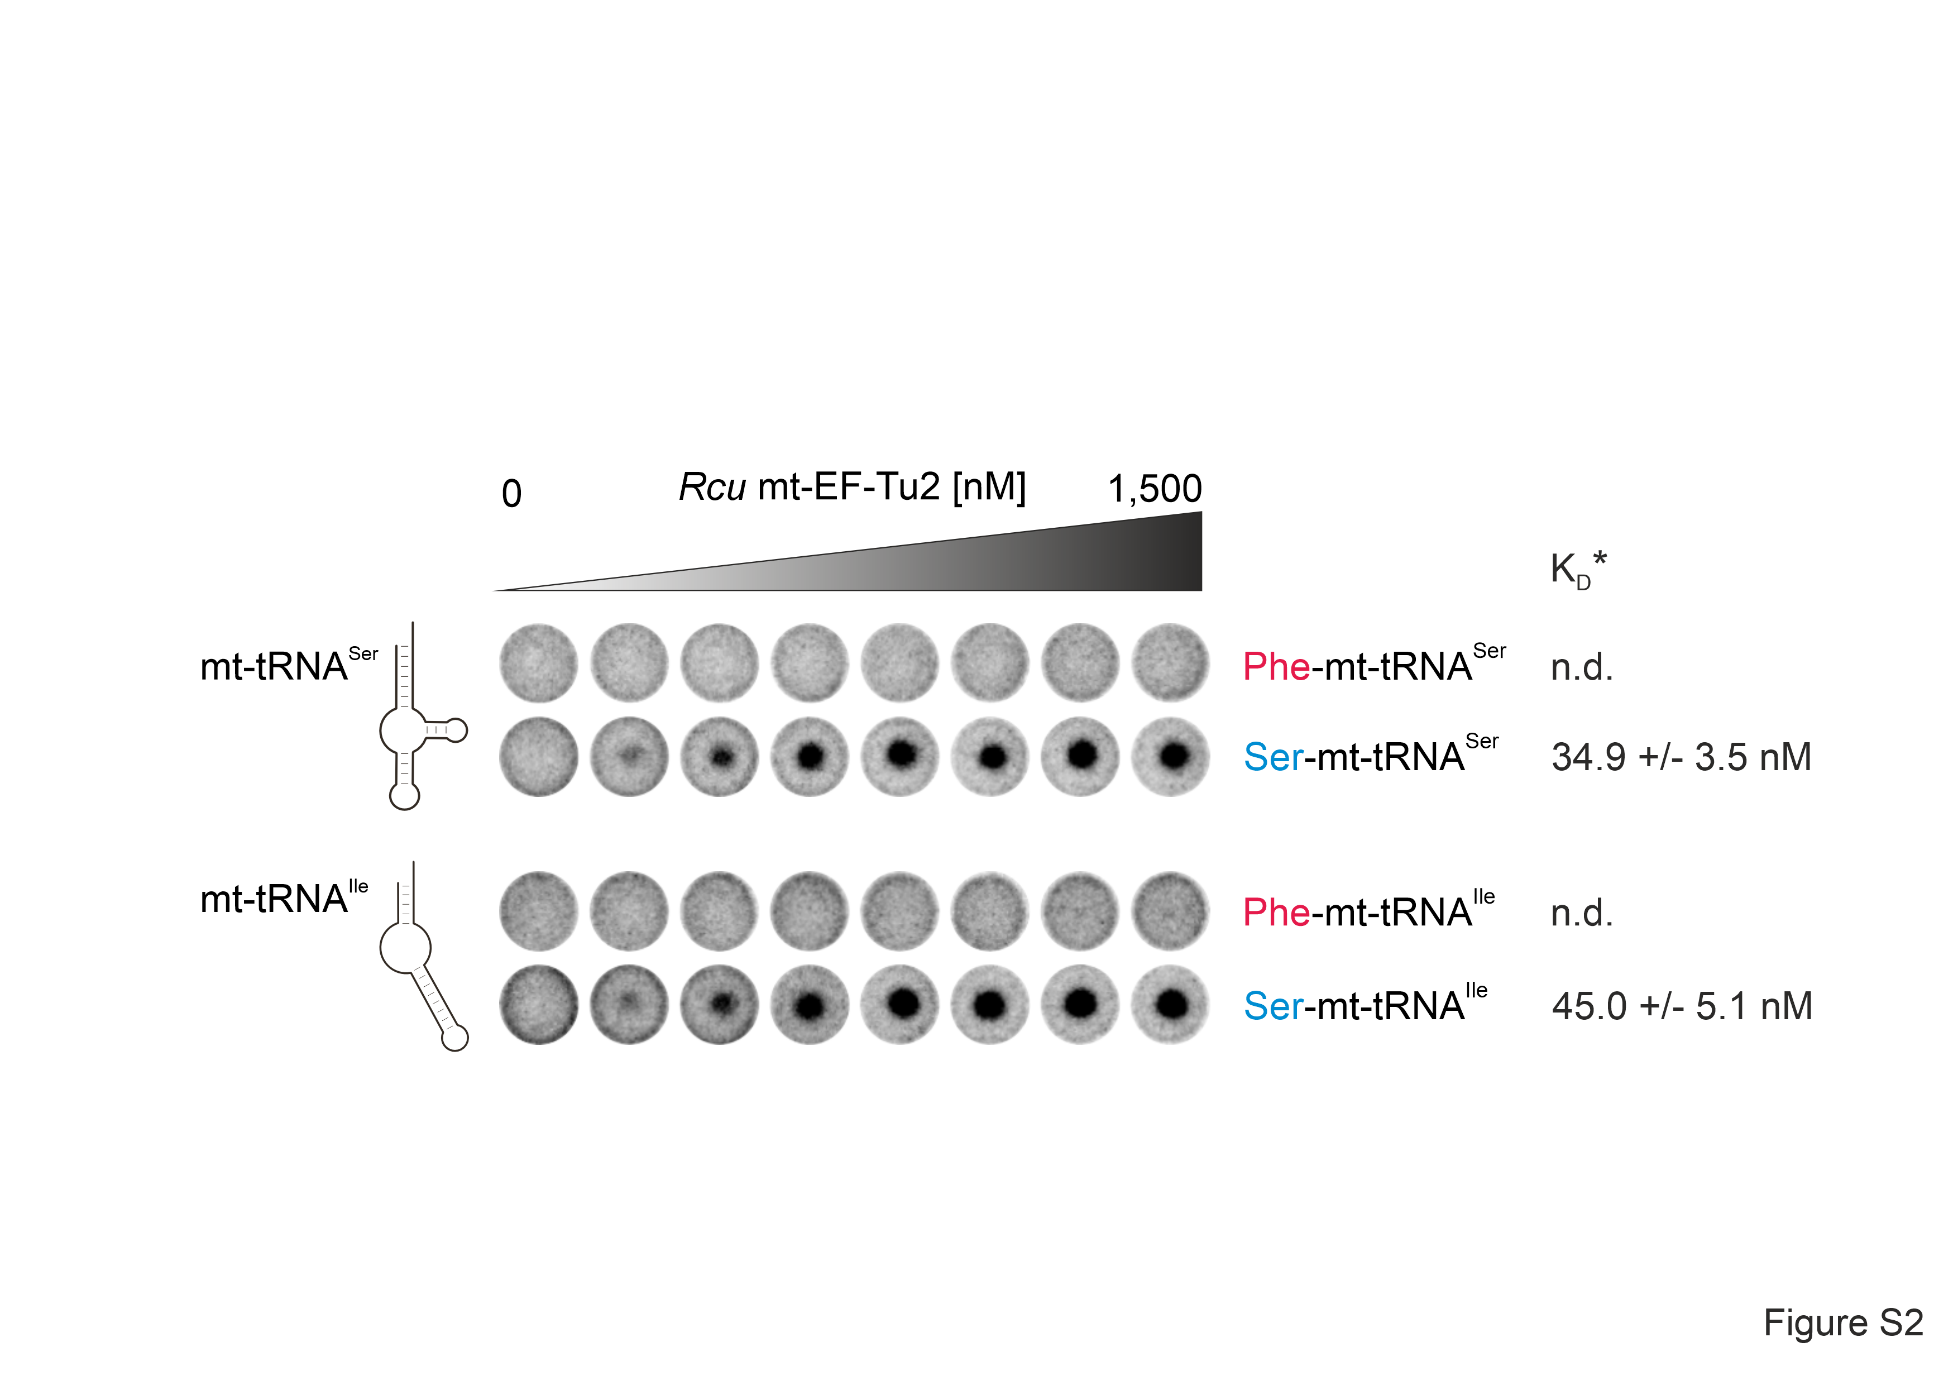 0 Rcu mt-EF-Tu2 [nM] 1,500
KD*
mt-tRNASer Phe-mt-tRNASer n.d.
Ser-mt-tRNASer 34.9 +/- 3.5 nM
mt-tRNAIle Phe-mt-tRNAIle n.d.
Ser-mt-tRNAIle 45.0 +/- 5.1 nM
Figure S2